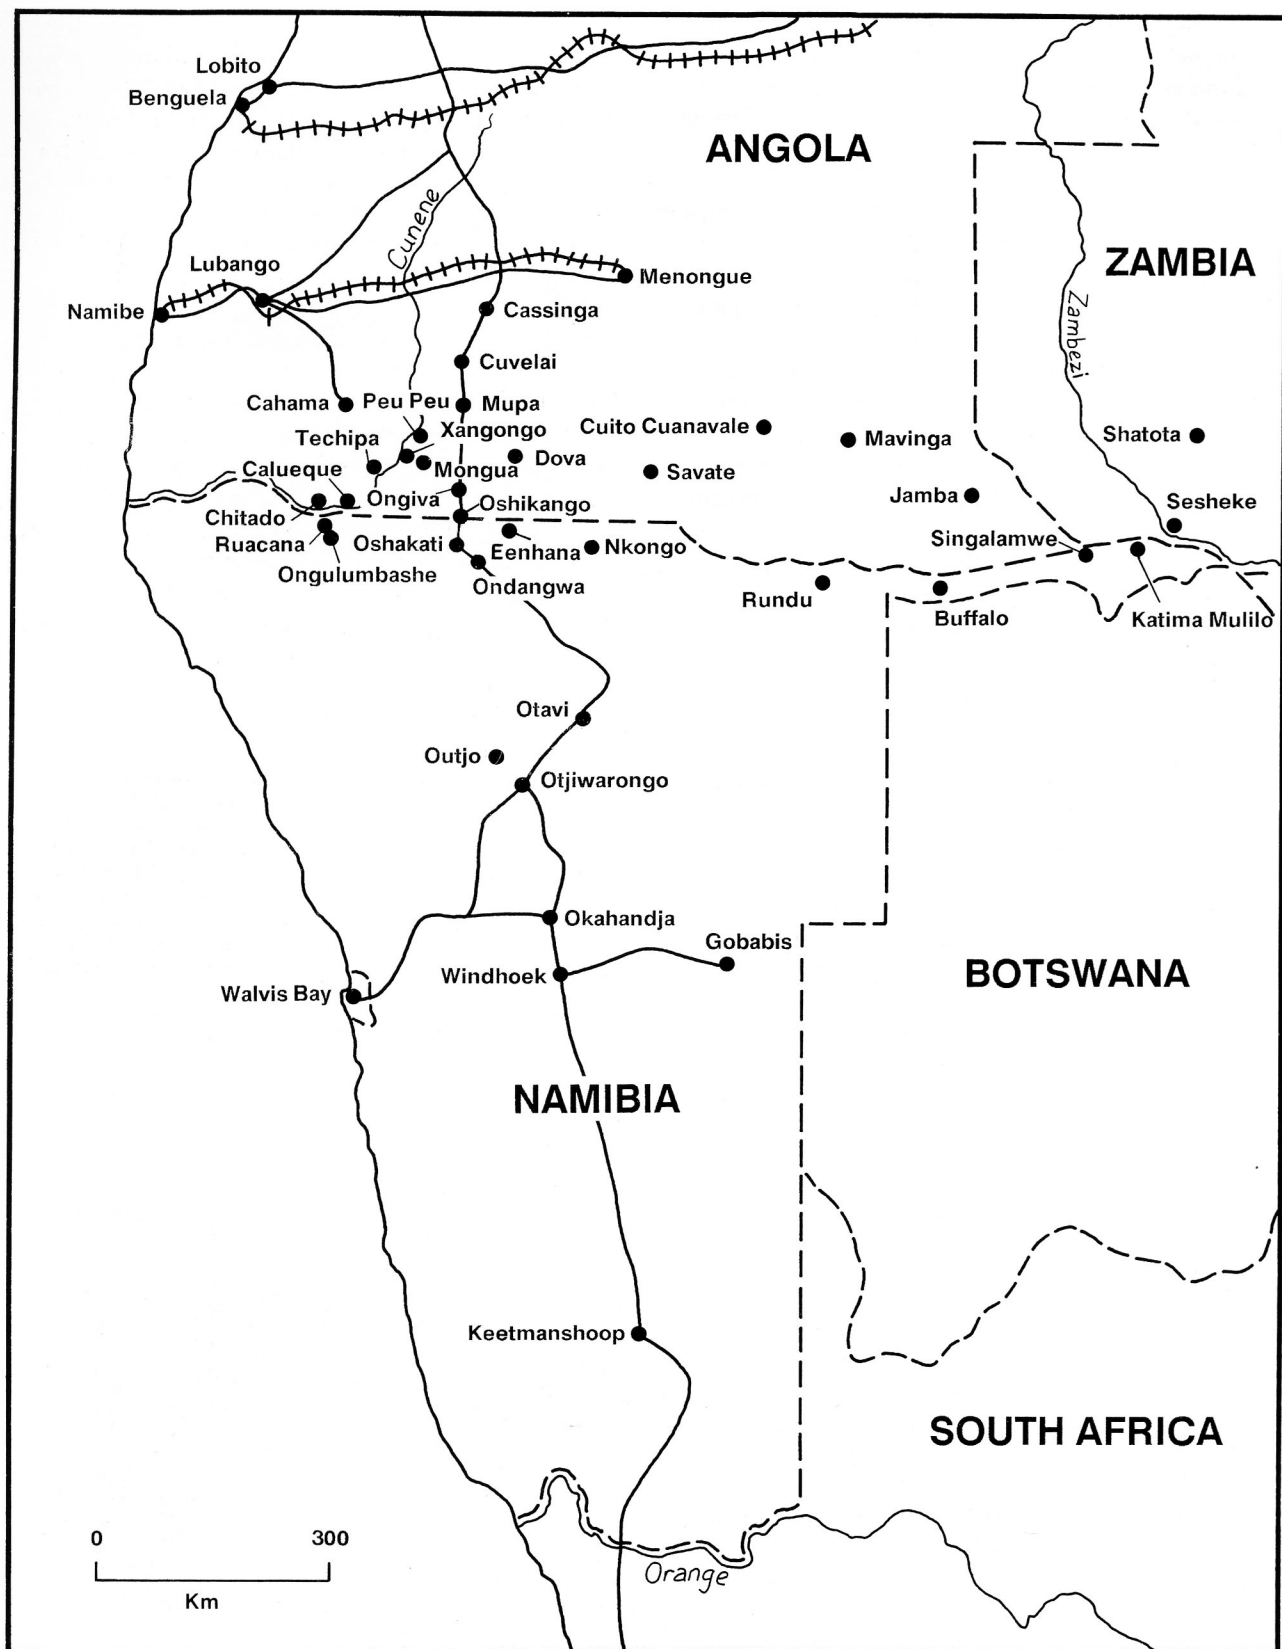 Lobito
Benguela
ANGOLA
Cunene
Lubango
ZAMBIA
Menongue
Namibe
Cassinga
Zambezi
Cuvelai
Cahama
Peu Peu
Mupa
Techipa
Xangongo
Cuito Cuanavale
Mavinga
Shatota
Calueque
Mongua
Dova
Savate
Ongiva
Oshikango
Jamba
Sesheke
Chitado
Ruacana
Oshakati
Eenhana
Nkongo
Singalamwe
Ongulumbashe
Ondangwa
Rundu
Buffalo
Katima Mulilo
Otavi
Outjo
Otjiwarongo
Okahandja
Gobabis
Windhoek
BOTSWANA
Walvis Bay
NAMIBIA
Keetmanshoop
SOUTH AFRICA
0 300
Km
Orange